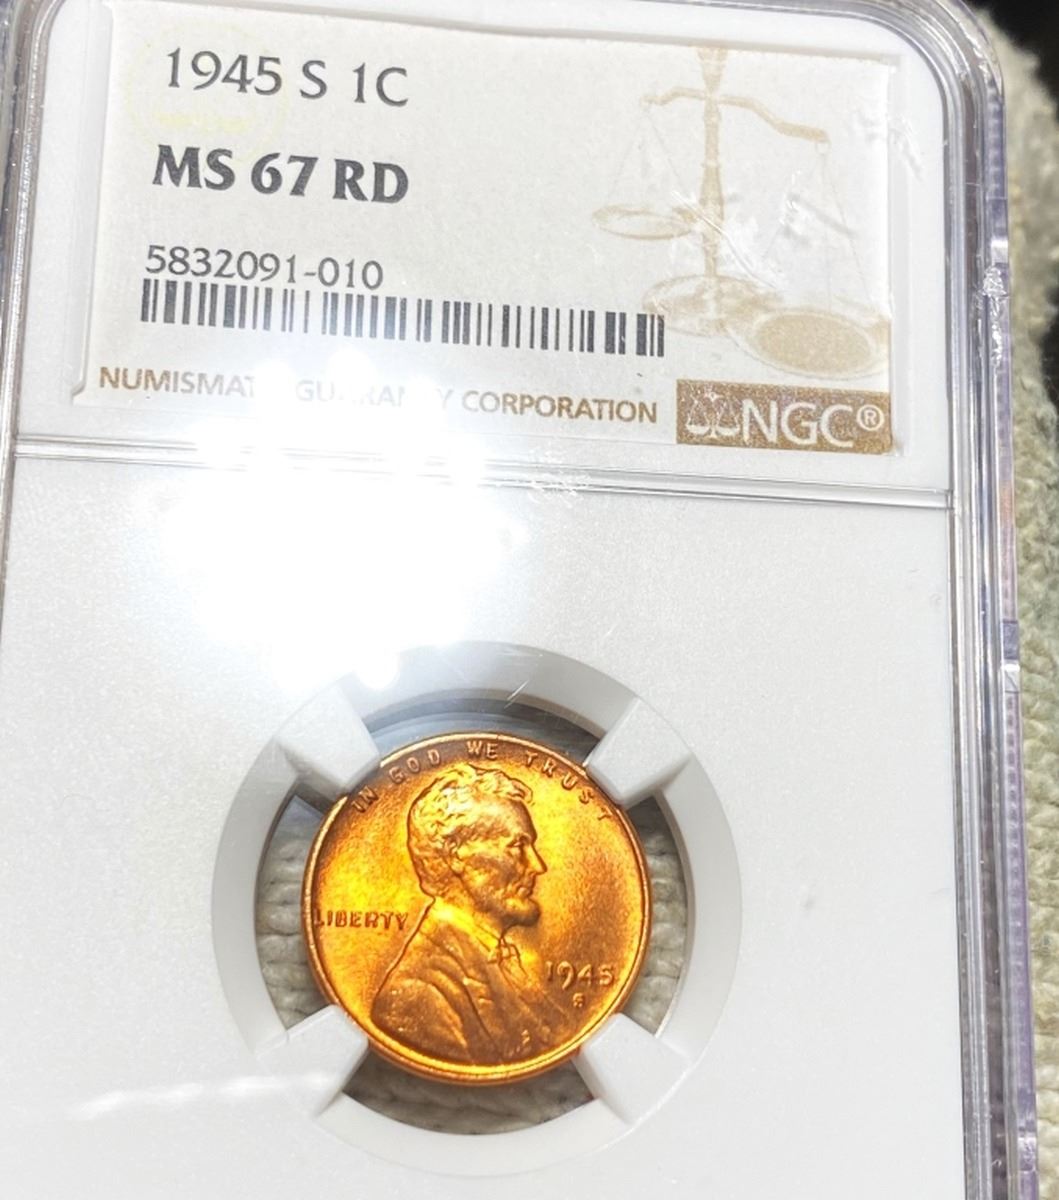 1945 S 1C
MS 67 RD
5832091-010
CORPORATION
NGC®
IN GOD WE TRUST
LIBERTY
1945
S